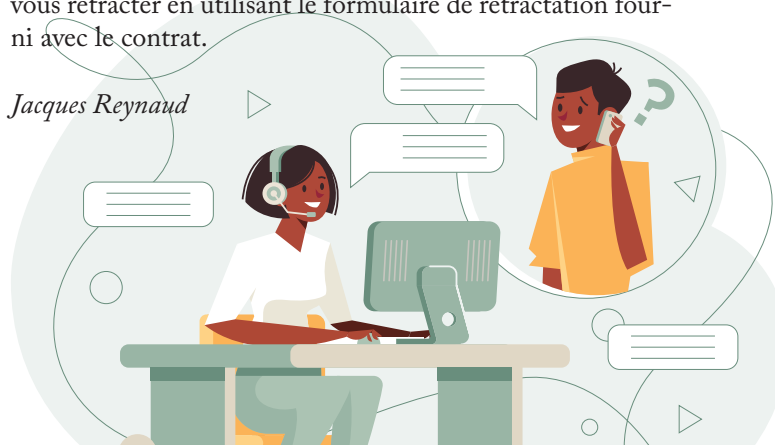 vous rétracter en utilisant le formulaire de rétractation four-
ni avec le contrat.
Jacques Reynaud
?